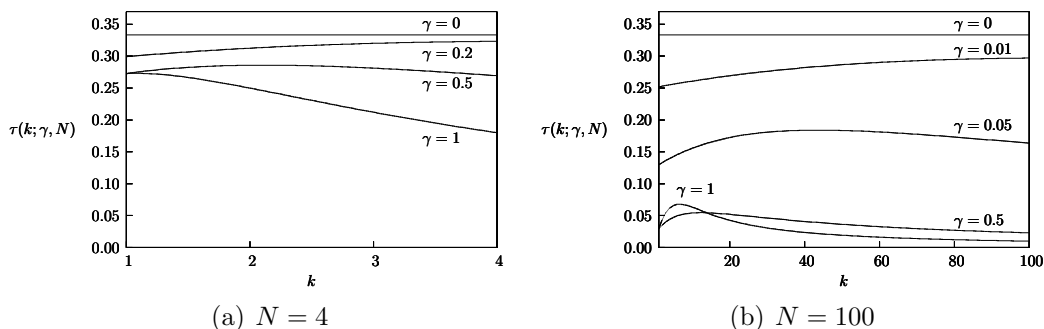 0.35
0.30
0.25
0.20
0.15
0.10
0.05
0.00
τ(k; γ, N)
γ = 0
γ = 0.2
γ = 0.5
γ = 1
1
2
3
4
k
(a) N = 4
0.35
0.30
0.25
0.20
0.15
0.10
0.05
0.00
τ(k; γ, N)
γ = 0
γ = 0.01
γ = 0.05
γ = 1
γ = 0.5
20
40
60
80
100
k
(b) N = 100